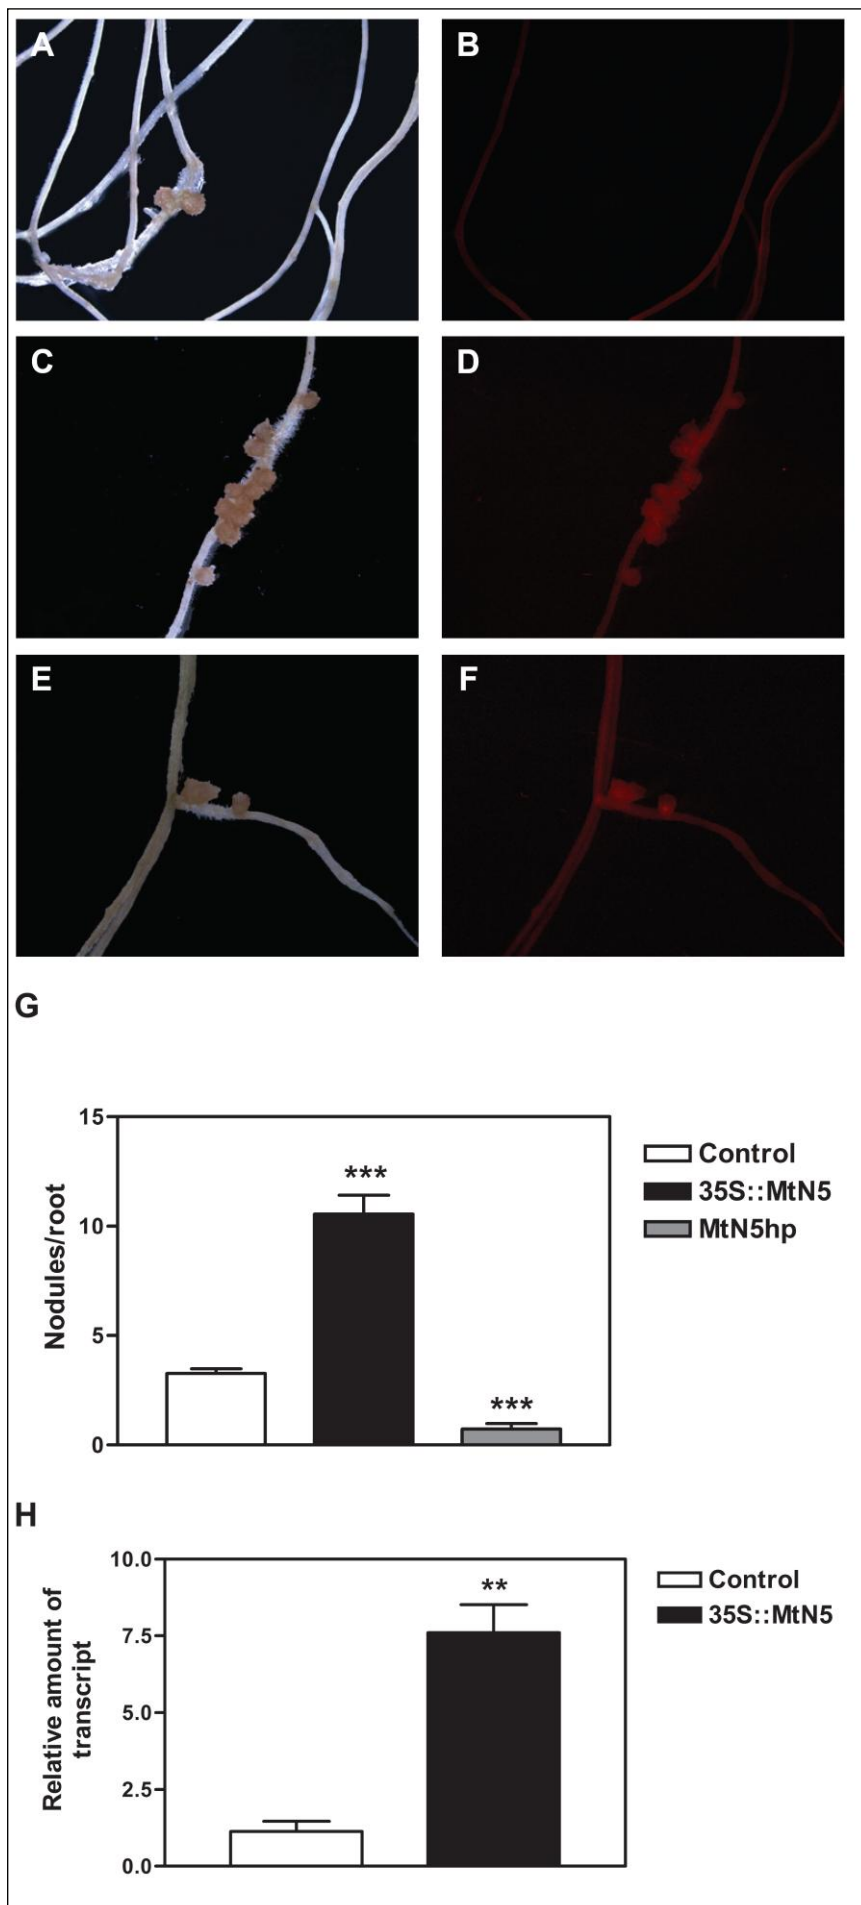 A
B
C
D
E
F
G
15
10
5
0
Nodules/root
***
***
Control
35S::MtN5
MtN5hp
H
10.0
7.5
5.0
2.5
0.0
Relative amount of
transcript
**
Control
35S::MtN5